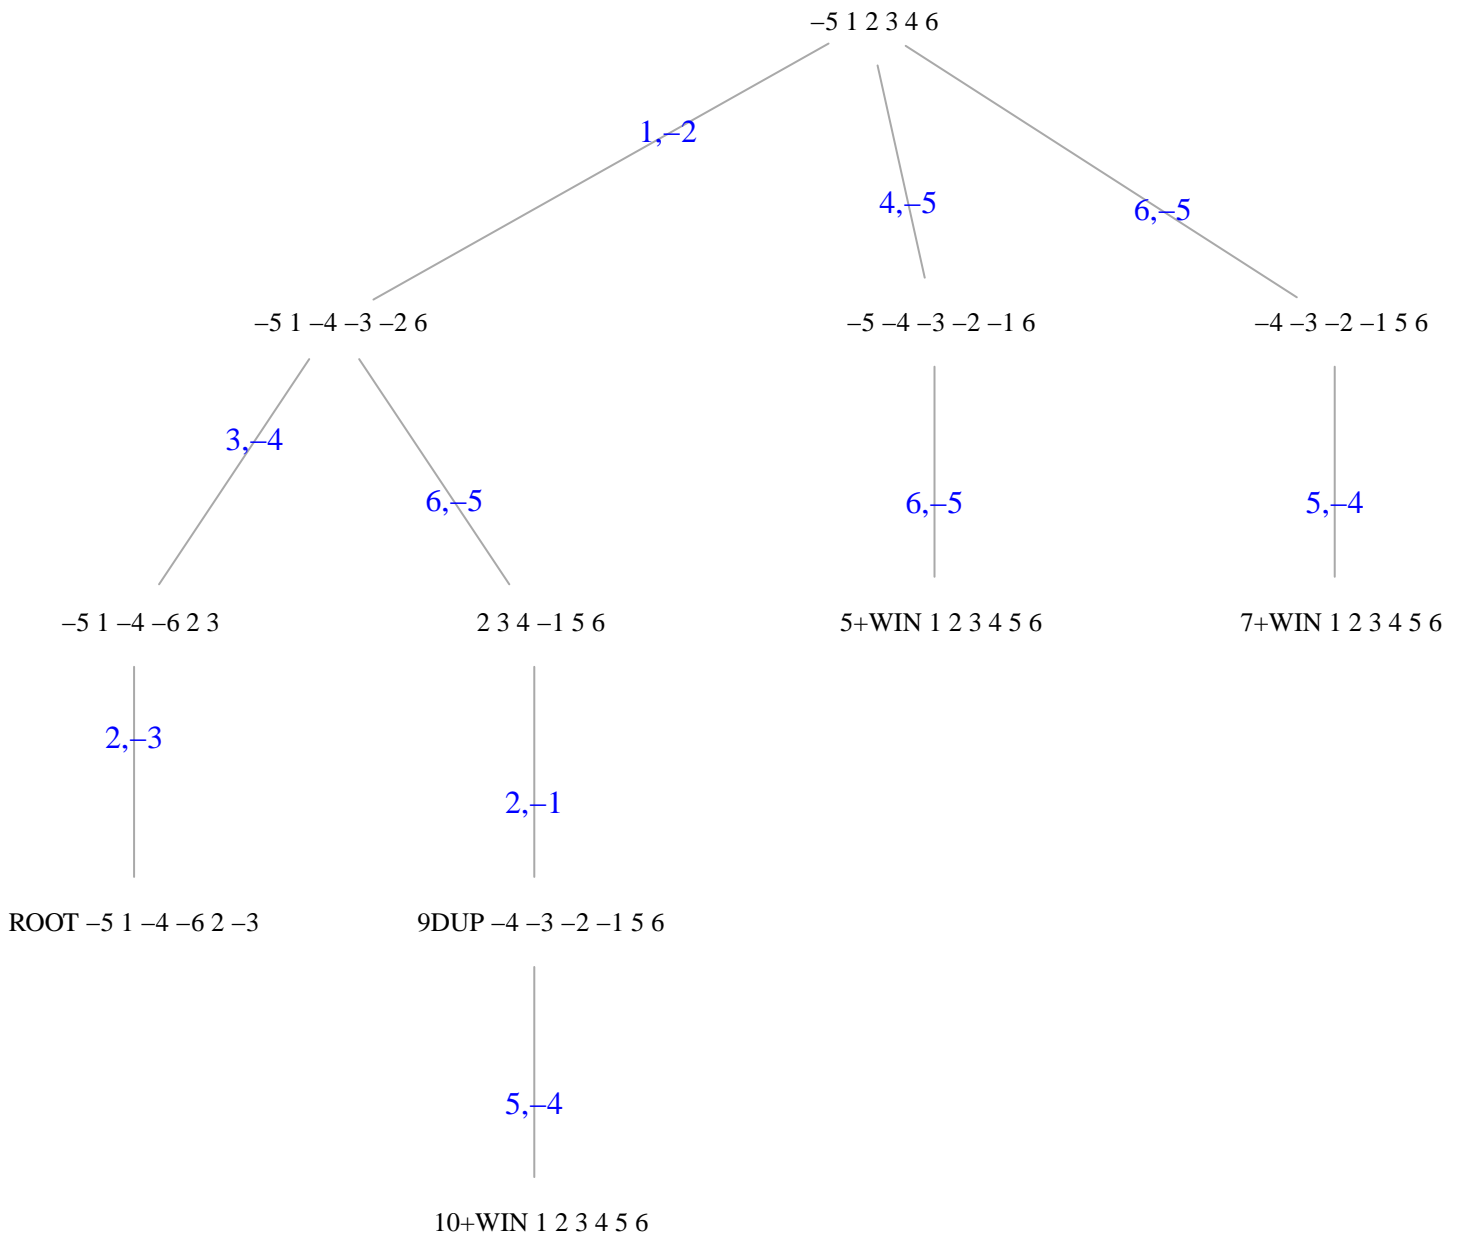 –5 1 2 3 4 6
1,–2
4,–5
6,–5
–5 1 –4 –3 –2 6
–5 –4 –3 –2 –1 6
–4 –3 –2 –1 5 6
3,–4
6,–5
6,–5
5,–4
–5 1 –4 –6 2 3
2 3 4 –1 5 6
5+WIN 1 2 3 4 5 6
7+WIN 1 2 3 4 5 6
2,–3
2,–1
ROOT –5 1 –4 –6 2 –3
9DUP –4 –3 –2 –1 5 6
5,–4
10+WIN 1 2 3 4 5 6